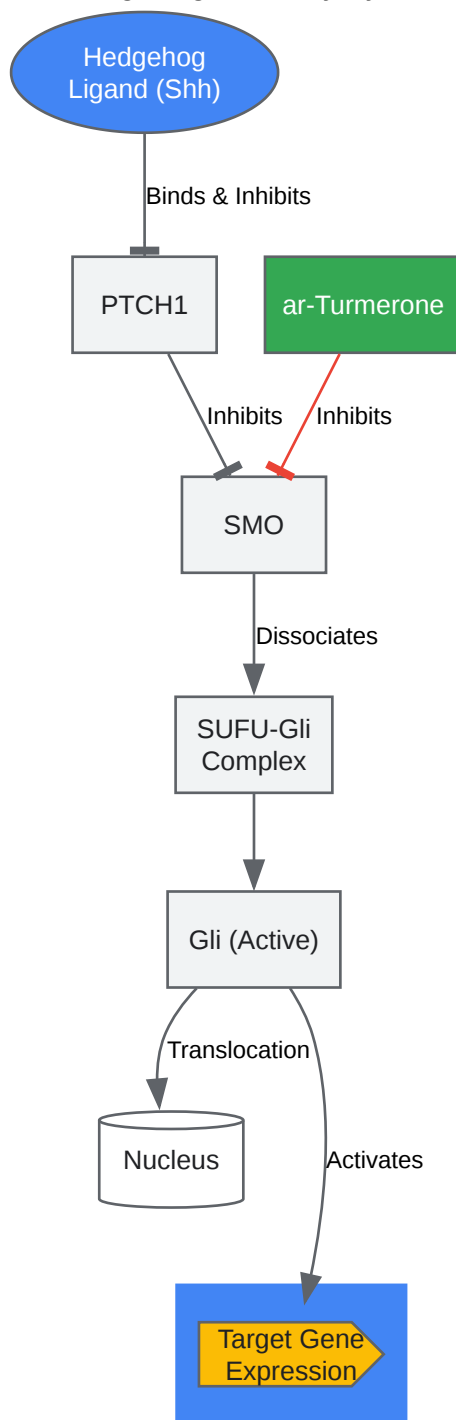 Hedgehog
Ligand (Shh)
Binds & Inhibits
PTCH1
ar-Turmerone
Inhibits
Inhibits
SMO
Dissociates
SUFU-Gli
Complex
Gli (Active)
Translocation
Nucleus
Activates
Target Gene
Expression